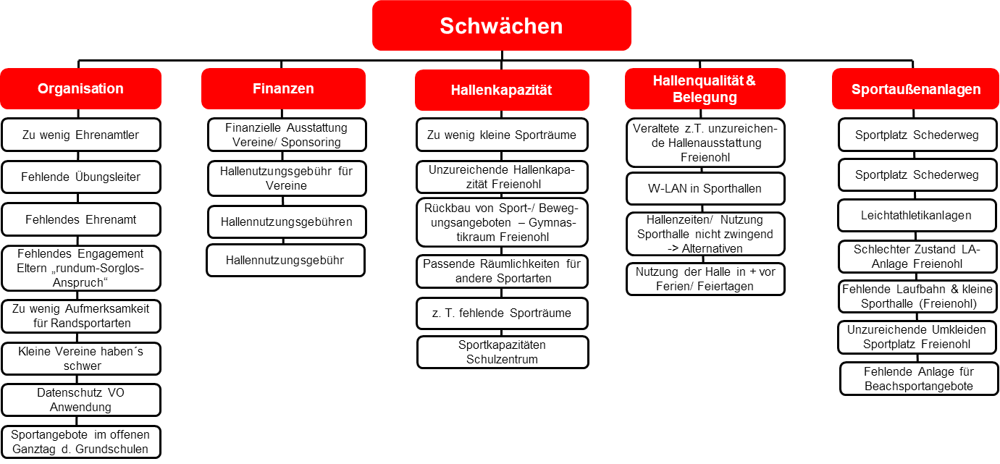 Schwächen
Organisation
Zu wenig Ehrenamtler
Fehlende Übungsleiter
Fehlendes Ehrenamt
Fehlendes Engagement
Eltern „rundum-Sorglos-
Anspruch“
Zu wenig Aufmerksamkeit
für Randsportarten
Kleine Vereine haben´s
schwer
Datenschutz VO
Anwendung
Sportangebote im offenen
Ganztag d. Grundschulen
Finanzen
Finanzielle Ausstattung
Vereine/ Sponsoring
Hallenutzungsgebühr für
Vereine
Hallennutzungsgebühren
Hallennutzungsgebühr
Hallenkapazität
Zu wenig kleine Sporträume
Unzureichende Hallenkapa-
zität Freienohl
Rückbau von Sport-/ Beweg-
ungsangeboten – Gymnas-
tikraum Freienohl
Passende Räumlichkeiten für
andere Sportarten
z. T. fehlende Sporträume
Sportkapazitäten
Schulzentrum
Hallenqualität &
Belegung
Veraltete z.T. unzureichen-
de Hallenausstattung
Freienohl
W-LAN in Sporthallen
Hallenzeiten/ Nutzung
Sporthalle nicht zwingend
-> Alternativen
Nutzung der Halle in + vor
Ferien/ Feiertagen
Sportaußenanlagen
Sportplatz Schederweg
Sportplatz Schederweg
Leichtathletikanlagen
Schlechter Zustand LA-
Anlage Freienohl
Fehlende Laufbahn & kleine
Sporthalle (Freienohl)
Unzureichende Umkleiden
Sportplatz Freienohl
Fehlende Anlage für
Beachsportangebote